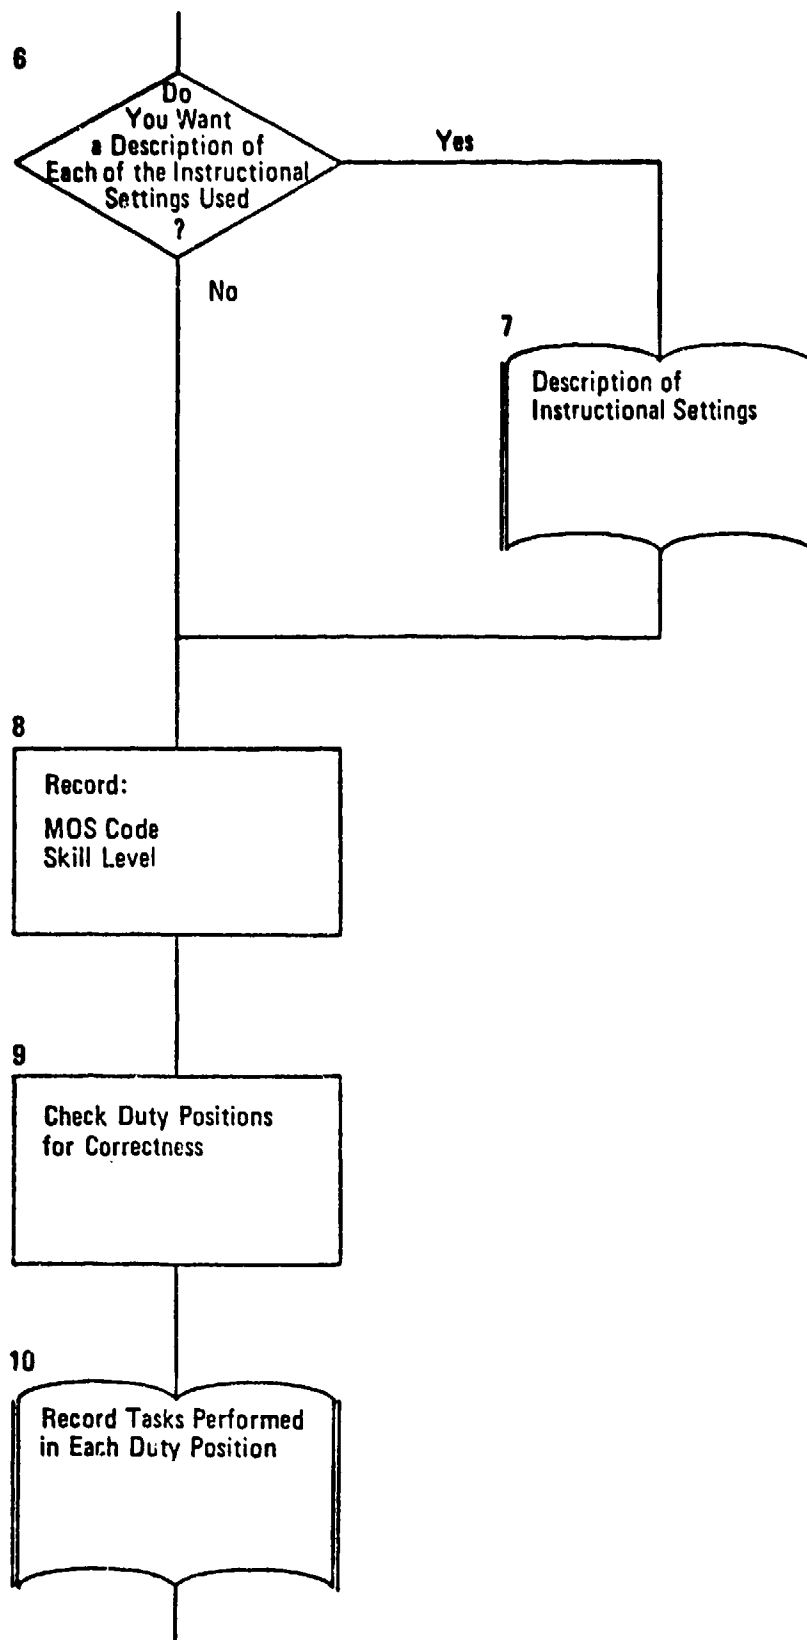 6
Do
You Want
a Description of
Each of the Instructional
Settings Used
?
Yes
No
7
Description of
Instructional Settings
8
Record:
MOS Code
Skill Level
9
Check Duty Positions
for Correctness
10
Record Tasks Performed
in Each Duty Position